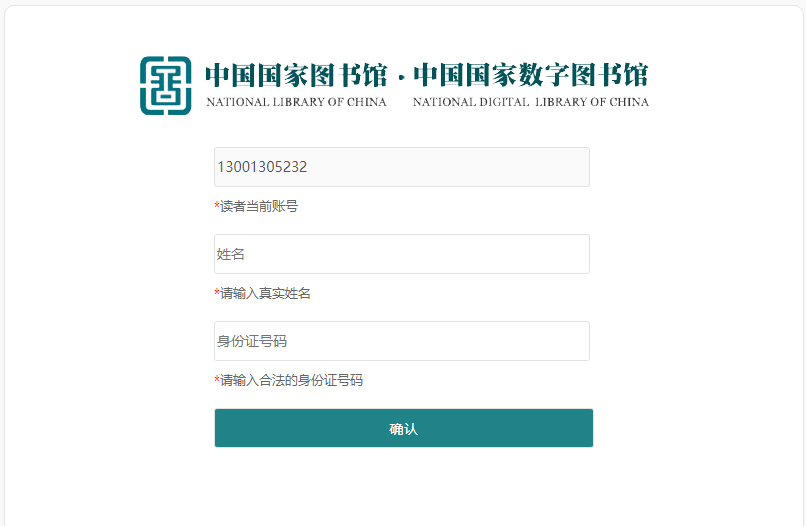 中国国家图书馆·中国国家数字图书馆
NATIONAL LIBRARY OF CHINA NATIONAL DIGITAL LIBRARY OF CHINA
13001305232
*读者当前账号
姓名
*请输入真实姓名
身份证号码
*请输入合法的身份证号码
确认